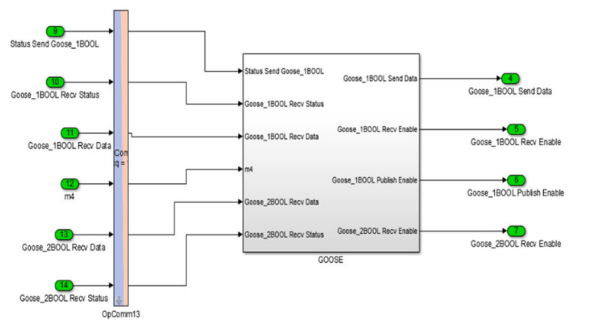 9
Status Send Goose_1BOOL
10
Goose_1BOOL Recv Status
11
Goose_1BOOL Recv Data
12
m4
13
Goose_2BOOL Recv Data
14
Goose_2BOOL Recv Status
OpComm13
Status Send Goose_1BOOL
Goose_1BOOL Recv Status
Goose_1BOOL Recv Data
m4
Goose_2BOOL Recv Data
Goose_2BOOL Recv Status
Goose_1BOOL Send Data
Goose_1BOOL Recv Enable
Goose_1BOOL Publish Enable
Goose_2BOOL Recv Enable
GOOSE
4
Goose_1BOOL Send Data
5
Goose_1BOOL Recv Enable
6
Goose_1BOOL Publish Enable
7
Goose_2BOOL Recv Enable